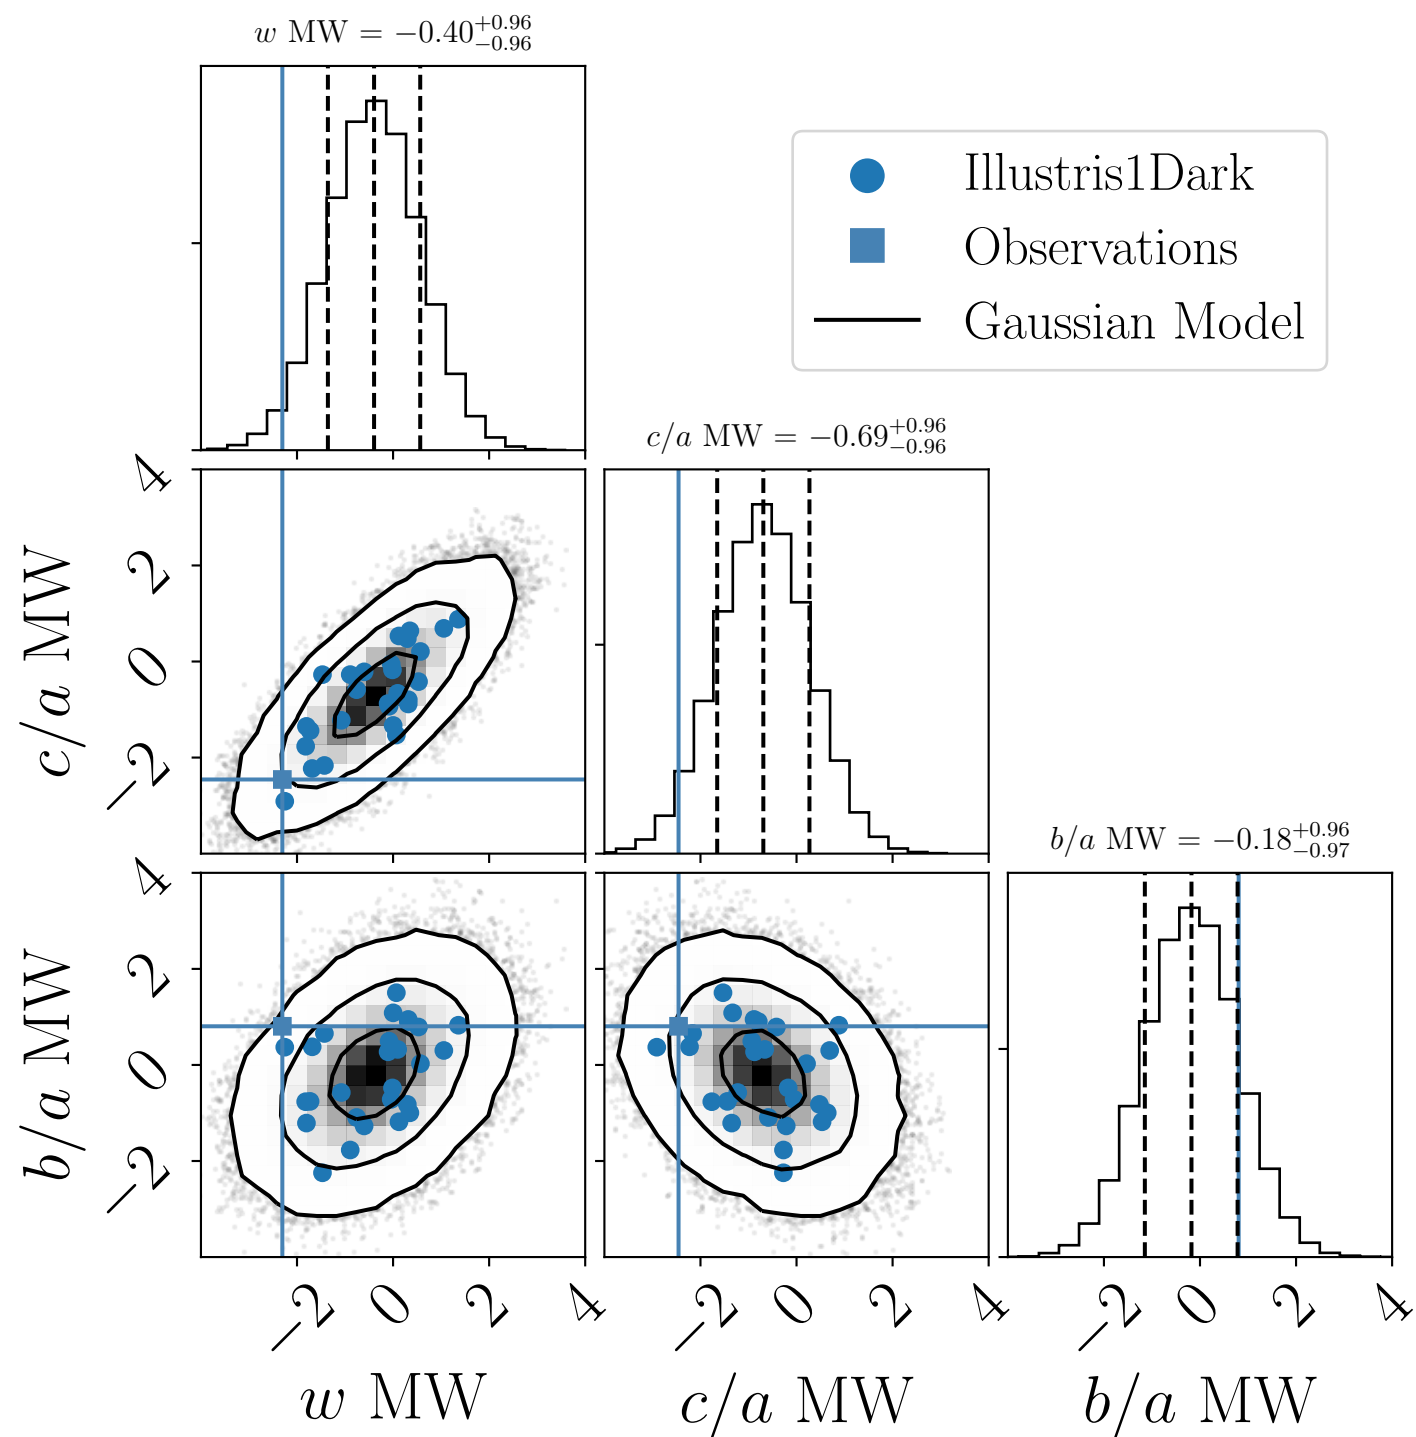 w MW = −0.40+0.96 −0.96
Illustris1Dark
Observations
Gaussian Model
c/a MW = −0.69+0.96 −0.96
4
2
0
−2
c/a MW
b/a MW = −0.18+0.96 −0.97
4
2
0
−2
b/a MW
−2 0 2 4 −2 0 2 4 −2 0 2 4
w MW c/a MW b/a MW